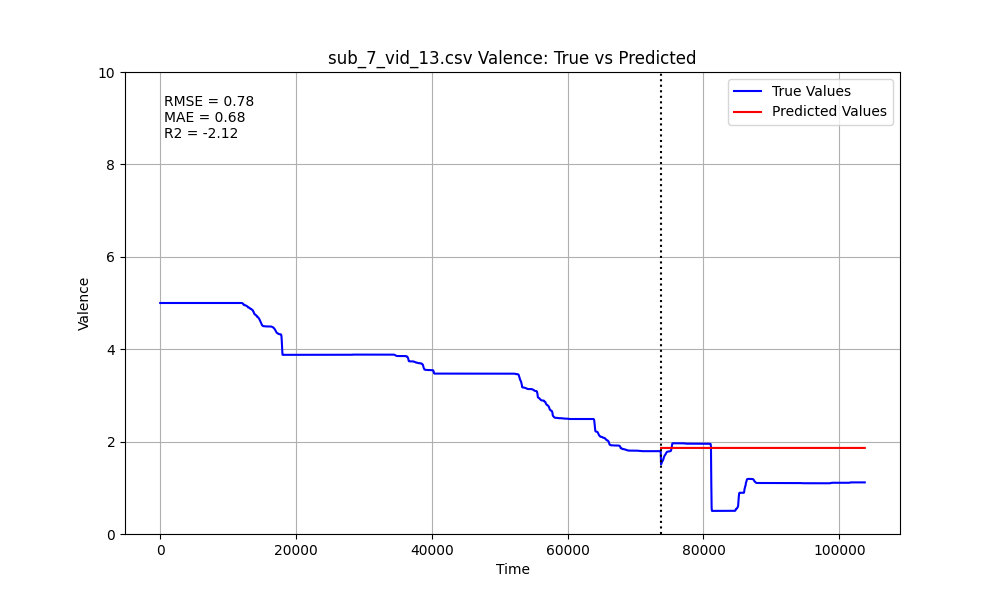 sub_7_vid_13.csv Valence: True vs Predicted
RMSE = 0.78
MAE = 0.68
R2 = -2.12
True Values
Predicted Values
Valence
10
8
6
4
2
0
0 20000 40000 60000 80000 100000
Time